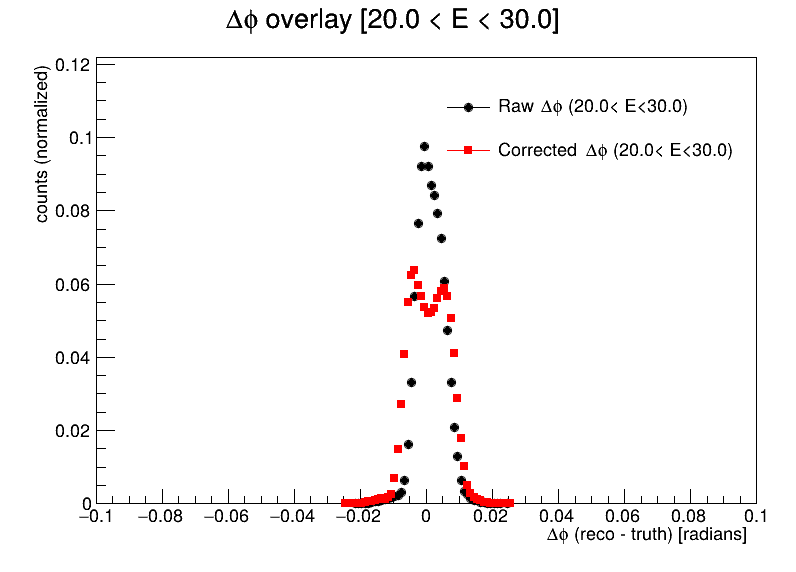 Δϕ overlay [20.0 < E < 30.0]
counts (normalized)
0.12
0.1
0.08
0.06
0.04
0.02
0
Raw Δϕ (20.0< E<30.0)
Corrected Δϕ (20.0< E<30.0)
−0.1 −0.08 −0.06 −0.04 −0.02 0 0.02 0.04 0.06 0.08 0.1
Δϕ (reco - truth) [radians]